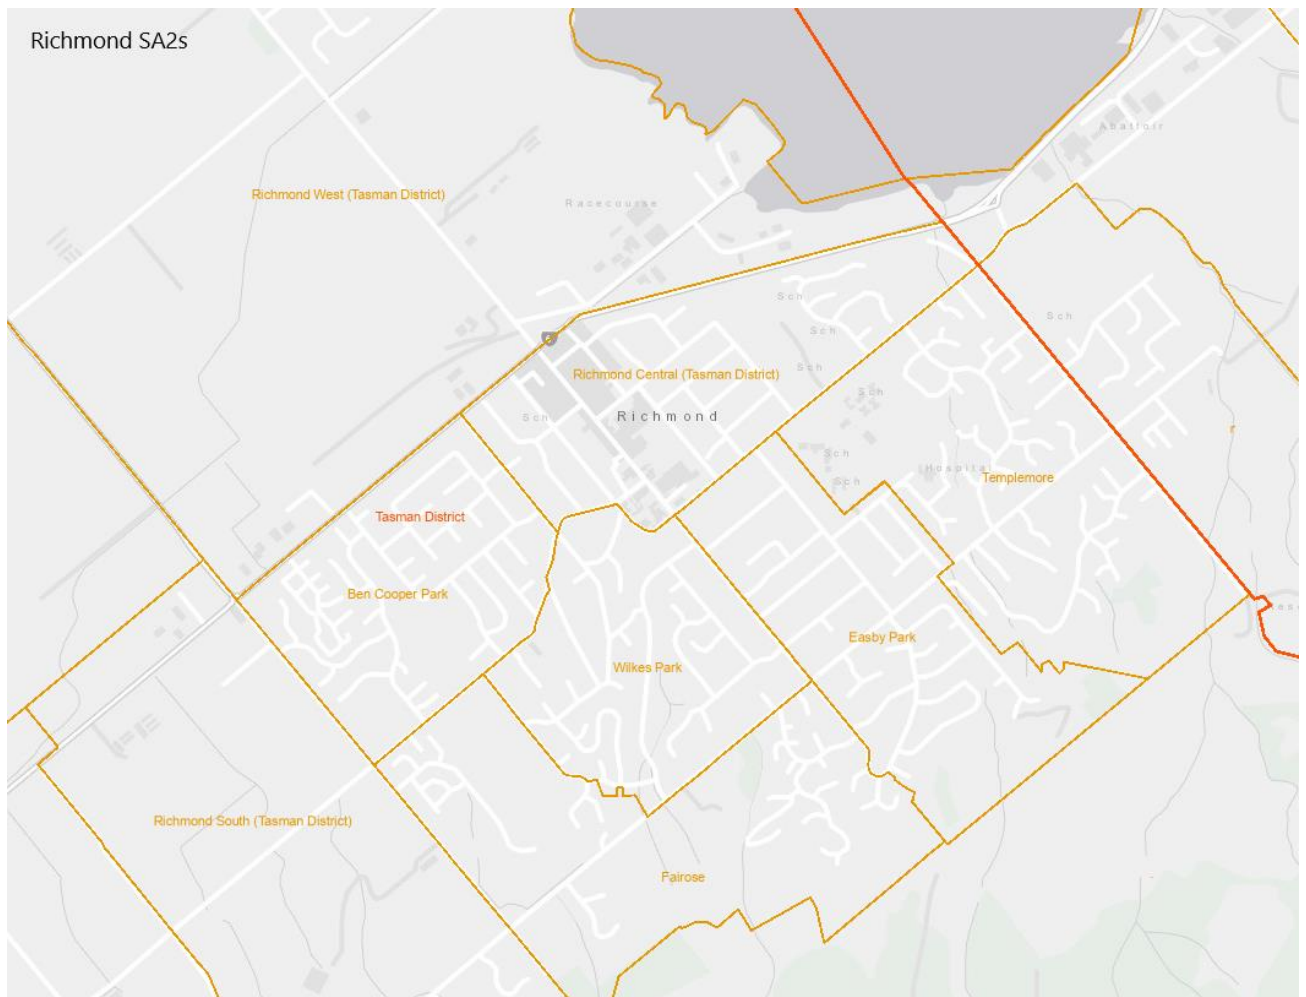 Richmond SA2s
Abattoir
Richmond West (Tasman District)
Racecourse
Sch
Sch
Sch
6
Sch
Richmond Central (Tasman District)
Sch
Sch
Richmond
r
Sch
Hospital
Templemore
Sch
Tasman District
Ben Cooper Park
Easby Park
Wilkes Park
Richmond South (Tasman District)
Fairose